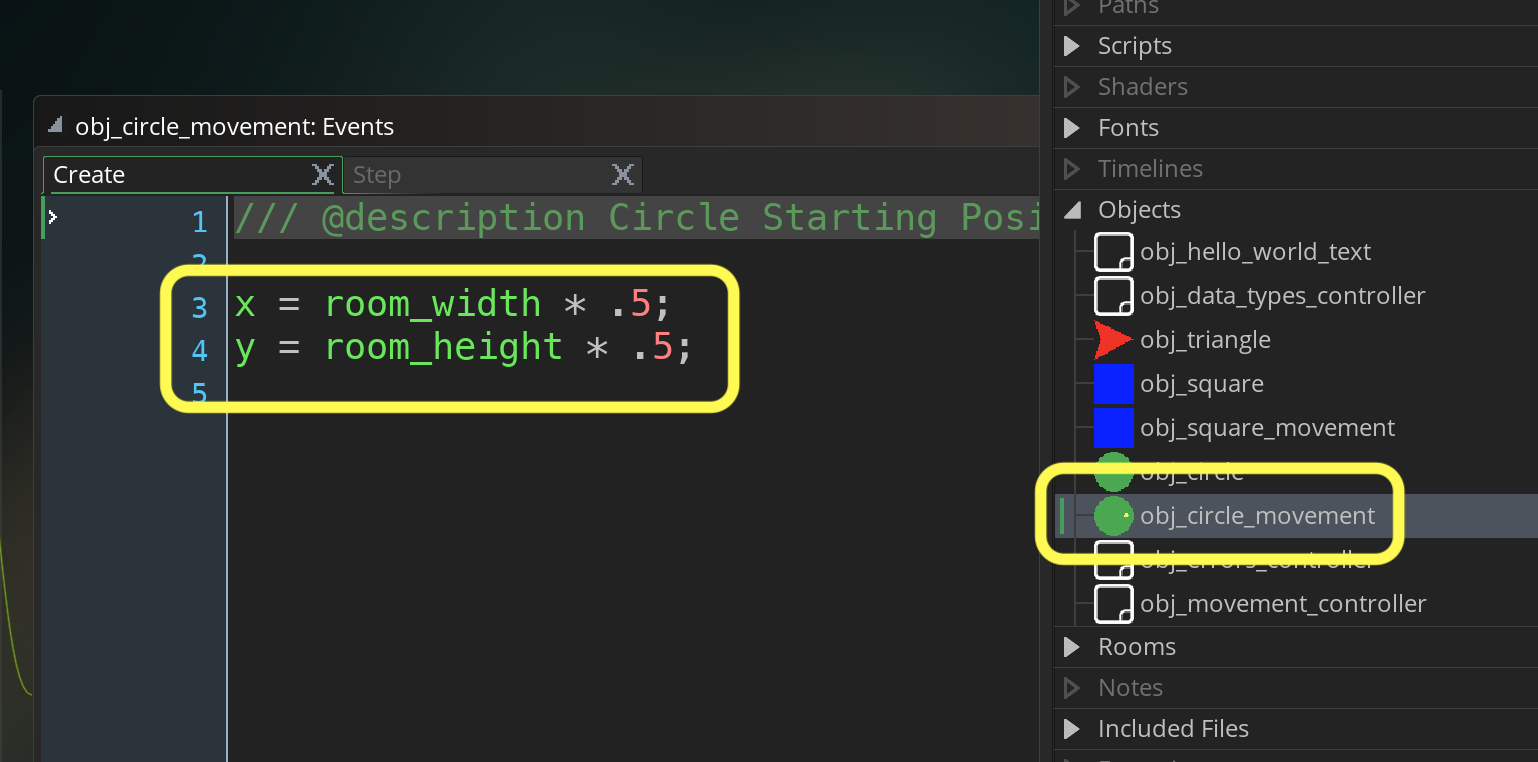 obj_circle_movement: Events
Create
Step
1 /// @description Circle Starting Posi
2
3 x = room_width * .5;
4 y = room_height * .5;
5
Paths
Scripts
Shaders
Fonts
Timelines
Objects
obj_hello_world_text
obj_data_types_controller
obj_triangle
obj_square
obj_square_movement
obj_circle
obj_circle_movement
obj_errors_controller
obj_movement_controller
Rooms
Notes
Included Files